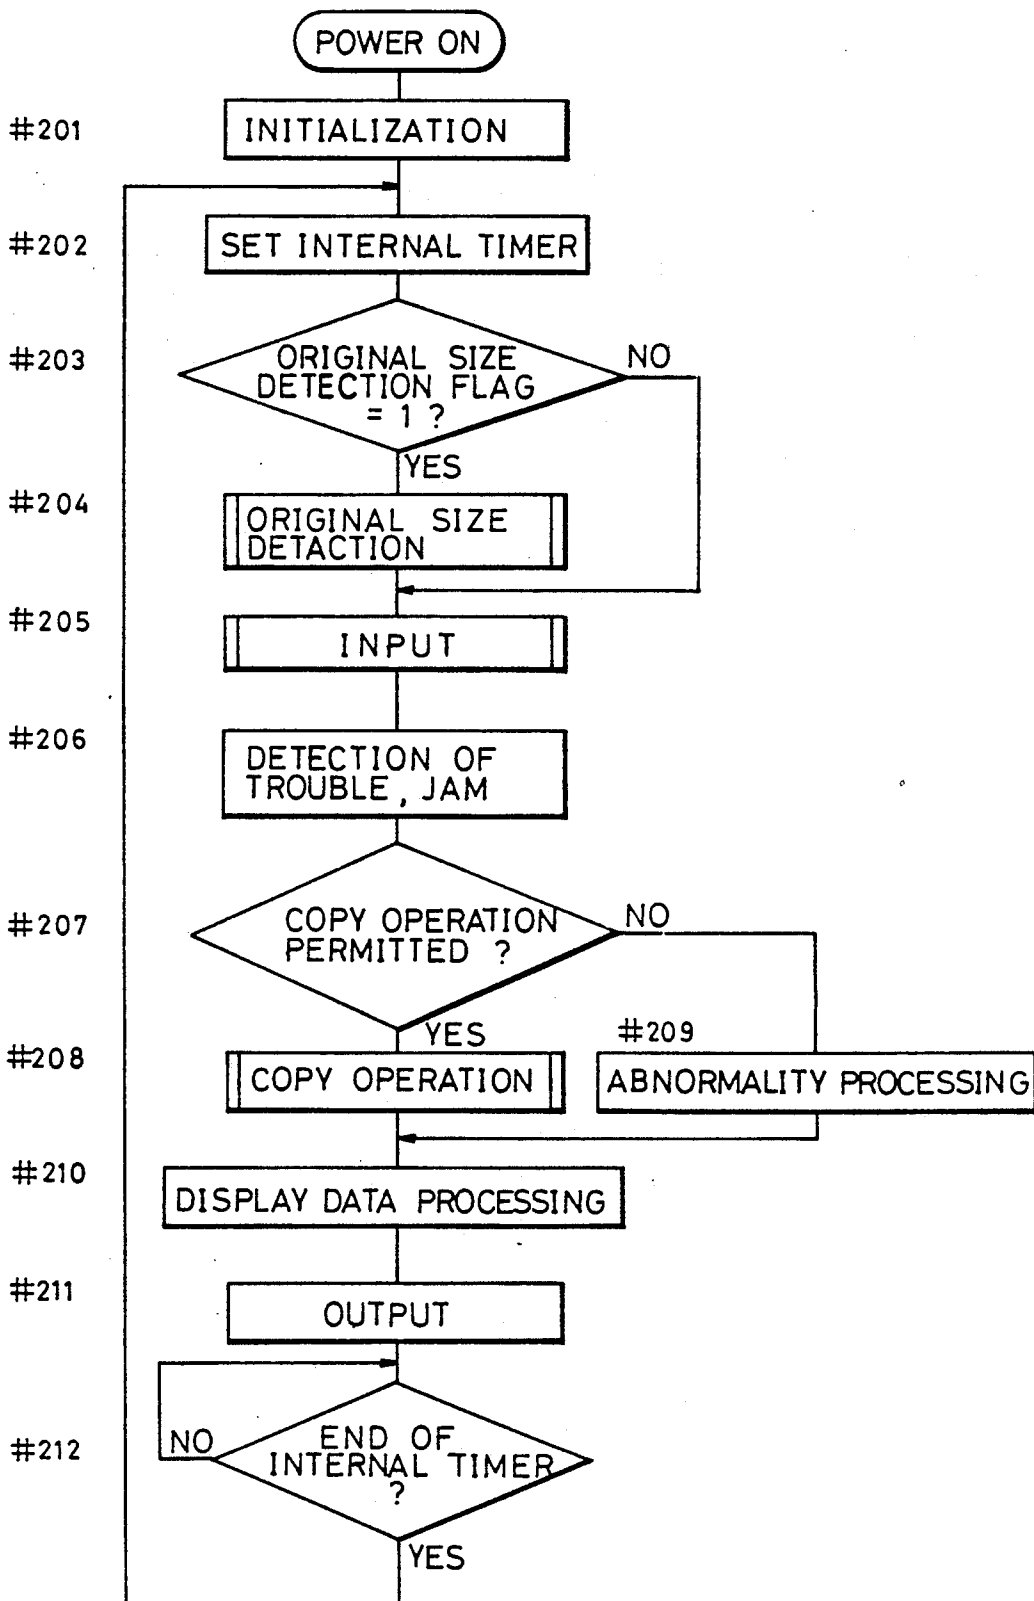 POWER ON
#201
INITIALIZATION
#202
SET INTERNAL TIMER
#203
ORIGINAL SIZE
DETECTION FLAG
= 1 ?
NO
YES
#204
ORIGINAL SIZE
DETACTION
#205
INPUT
#206
DETECTION OF
TROUBLE, JAM
#207
COPY OPERATION
PERMITTED ?
NO
YES
#208
COPY OPERATION
#209
ABNORMALITY PROCESSING
#210
DISPLAY DATA PROCESSING
#211
OUTPUT
#212
NO
END OF
INTERNAL TIMER
?
YES